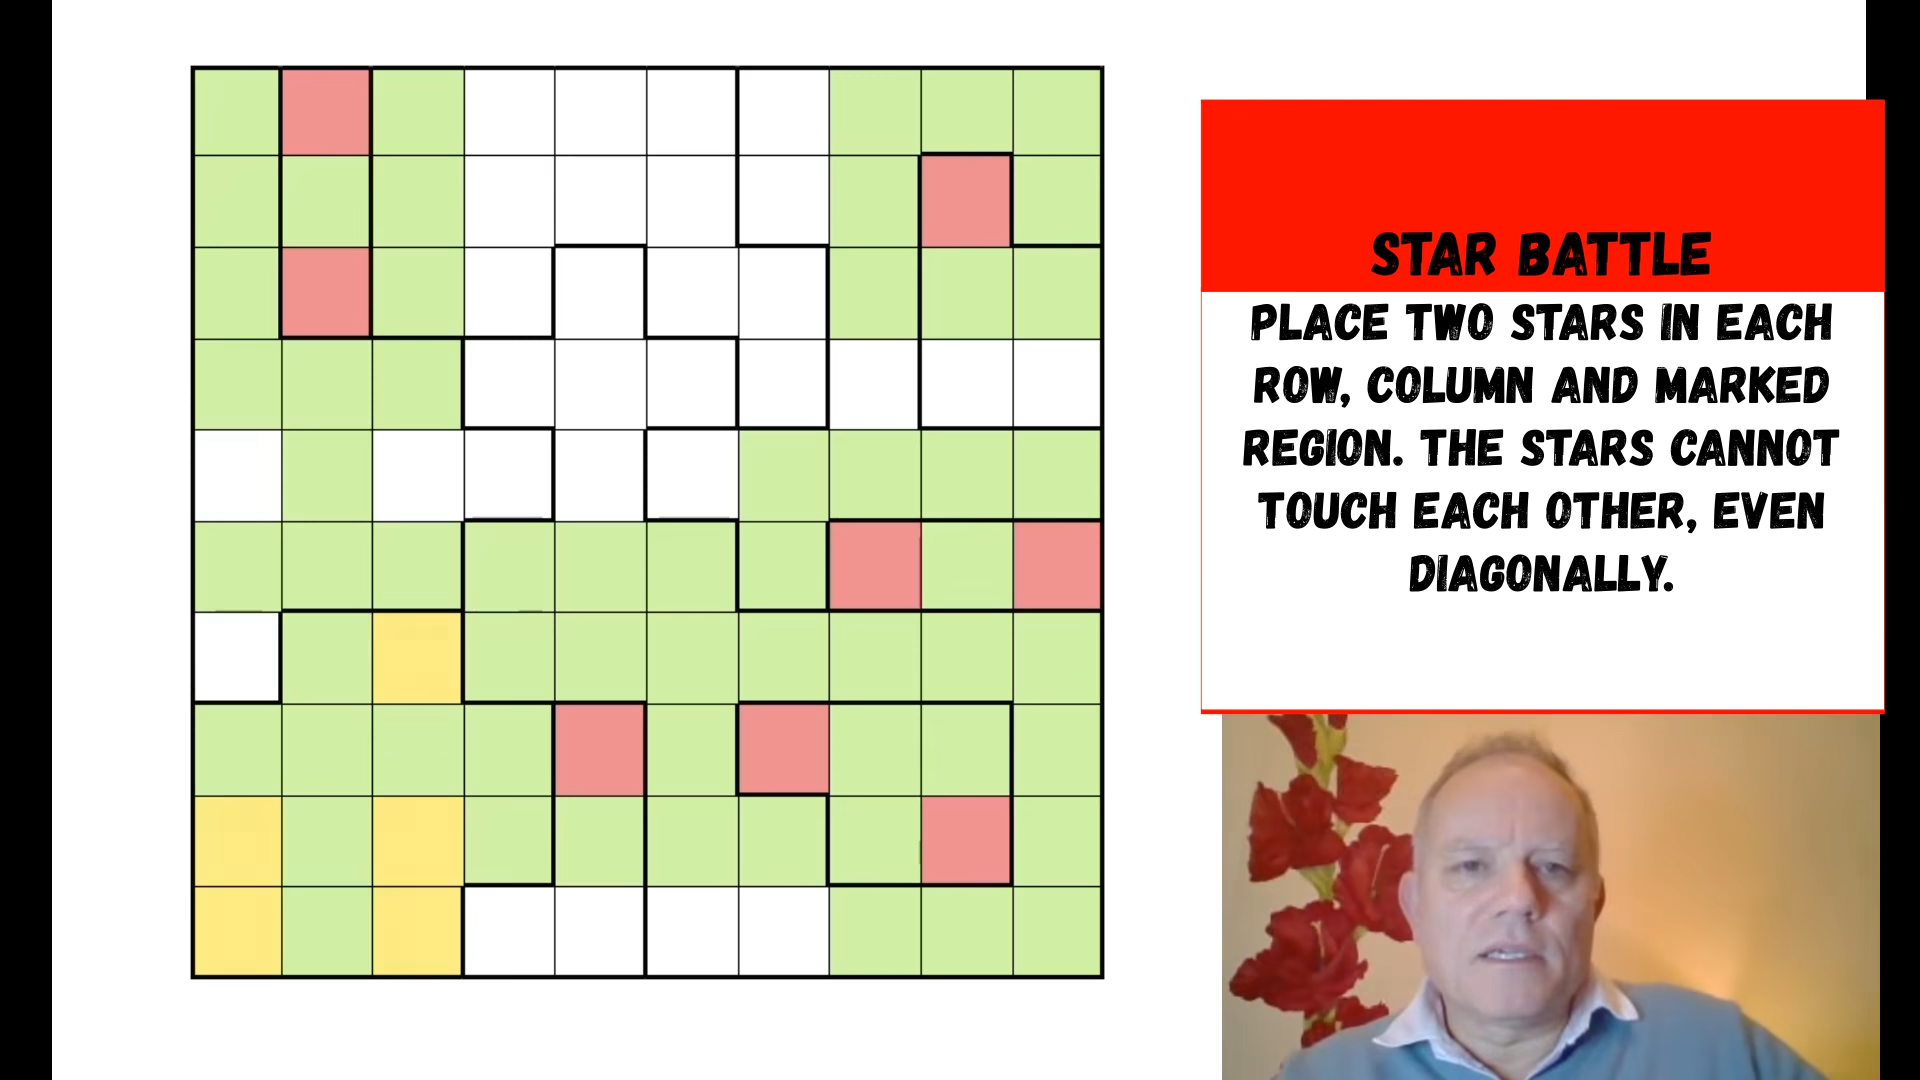 STAR BATTLE
PLACE TWO STARS IN EACH
ROW, COLUMN AND MARKED
REGION. THE STARS CANNOT
TOUCH EACH OTHER, EVEN
DIAGONALLY.